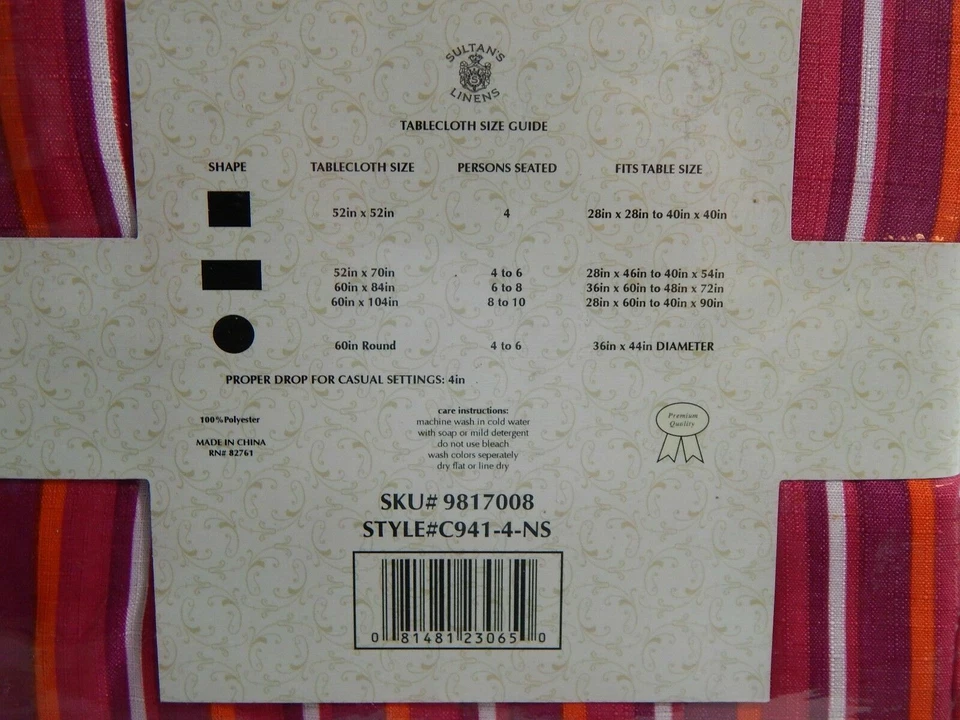 SULTAN'S
LINENS
TABLECLOTH SIZE GUIDE
SHAPE TABLECLOTH SIZE PERSONS SEATED FITS TABLE SIZE
52in x 52in 4 28in x 28in to 40in x 40in
52in x 70in 4 to 6 28in x 46in to 40in x 54in
60in x 84in 6 to 8 36in x 60in to 48in x 72in
60in x 104in 8 to 10 28in x 60in to 40in x 90in
60in Round 4 to 6 36in x 44in DIAMETER
PROPER DROP FOR CASUAL SETTINGS: 4in
100%Polyester
MADE IN CHINA
RN# 82761
care instructions:
machine wash in cold water
with soap or mild detergent
do not use bleach
wash colors seperately
dry flat or line dry
Premium
Quality
SKU# 9817008
STYLE#C941-4-NS
0 81481 23065 0